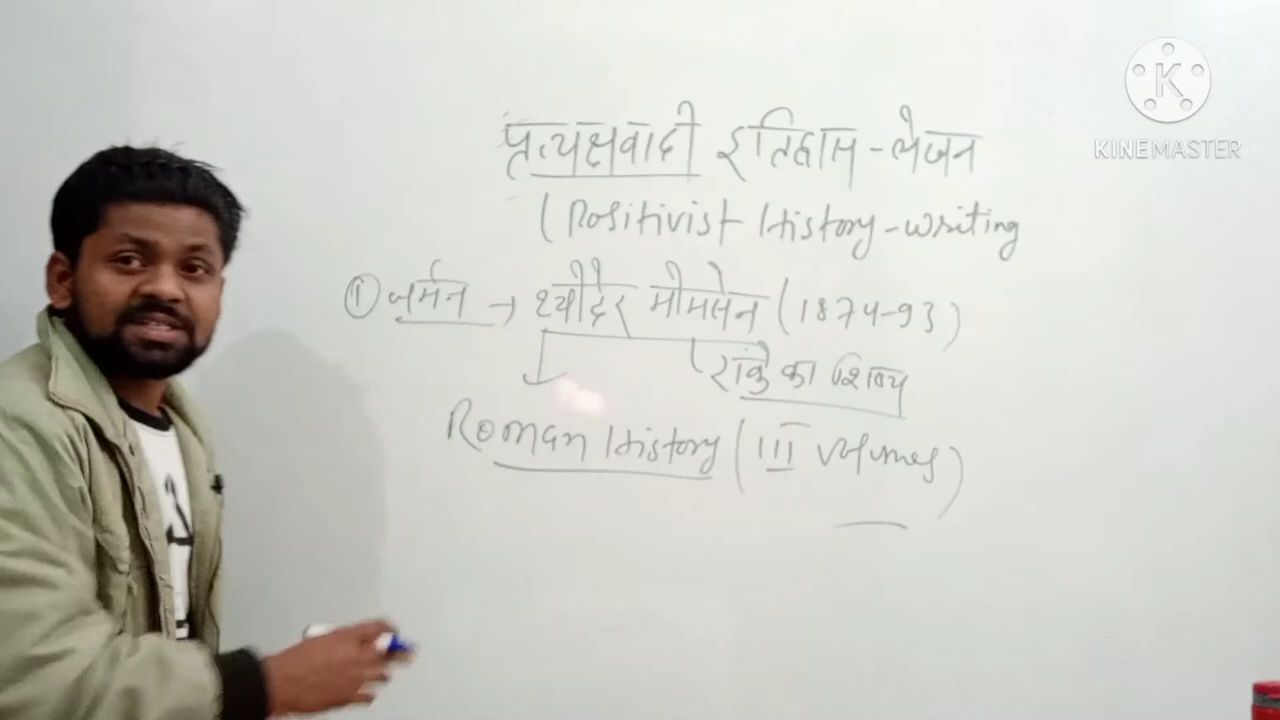 प्रत्यक्षवादी इतिहास-लेखन
(Positivist History-writing
① जर्मन → थ्योदेर मोमसेन (1874-93)
रांके का शिष्य
Roman History (III volumes)
K
KINEMASTER